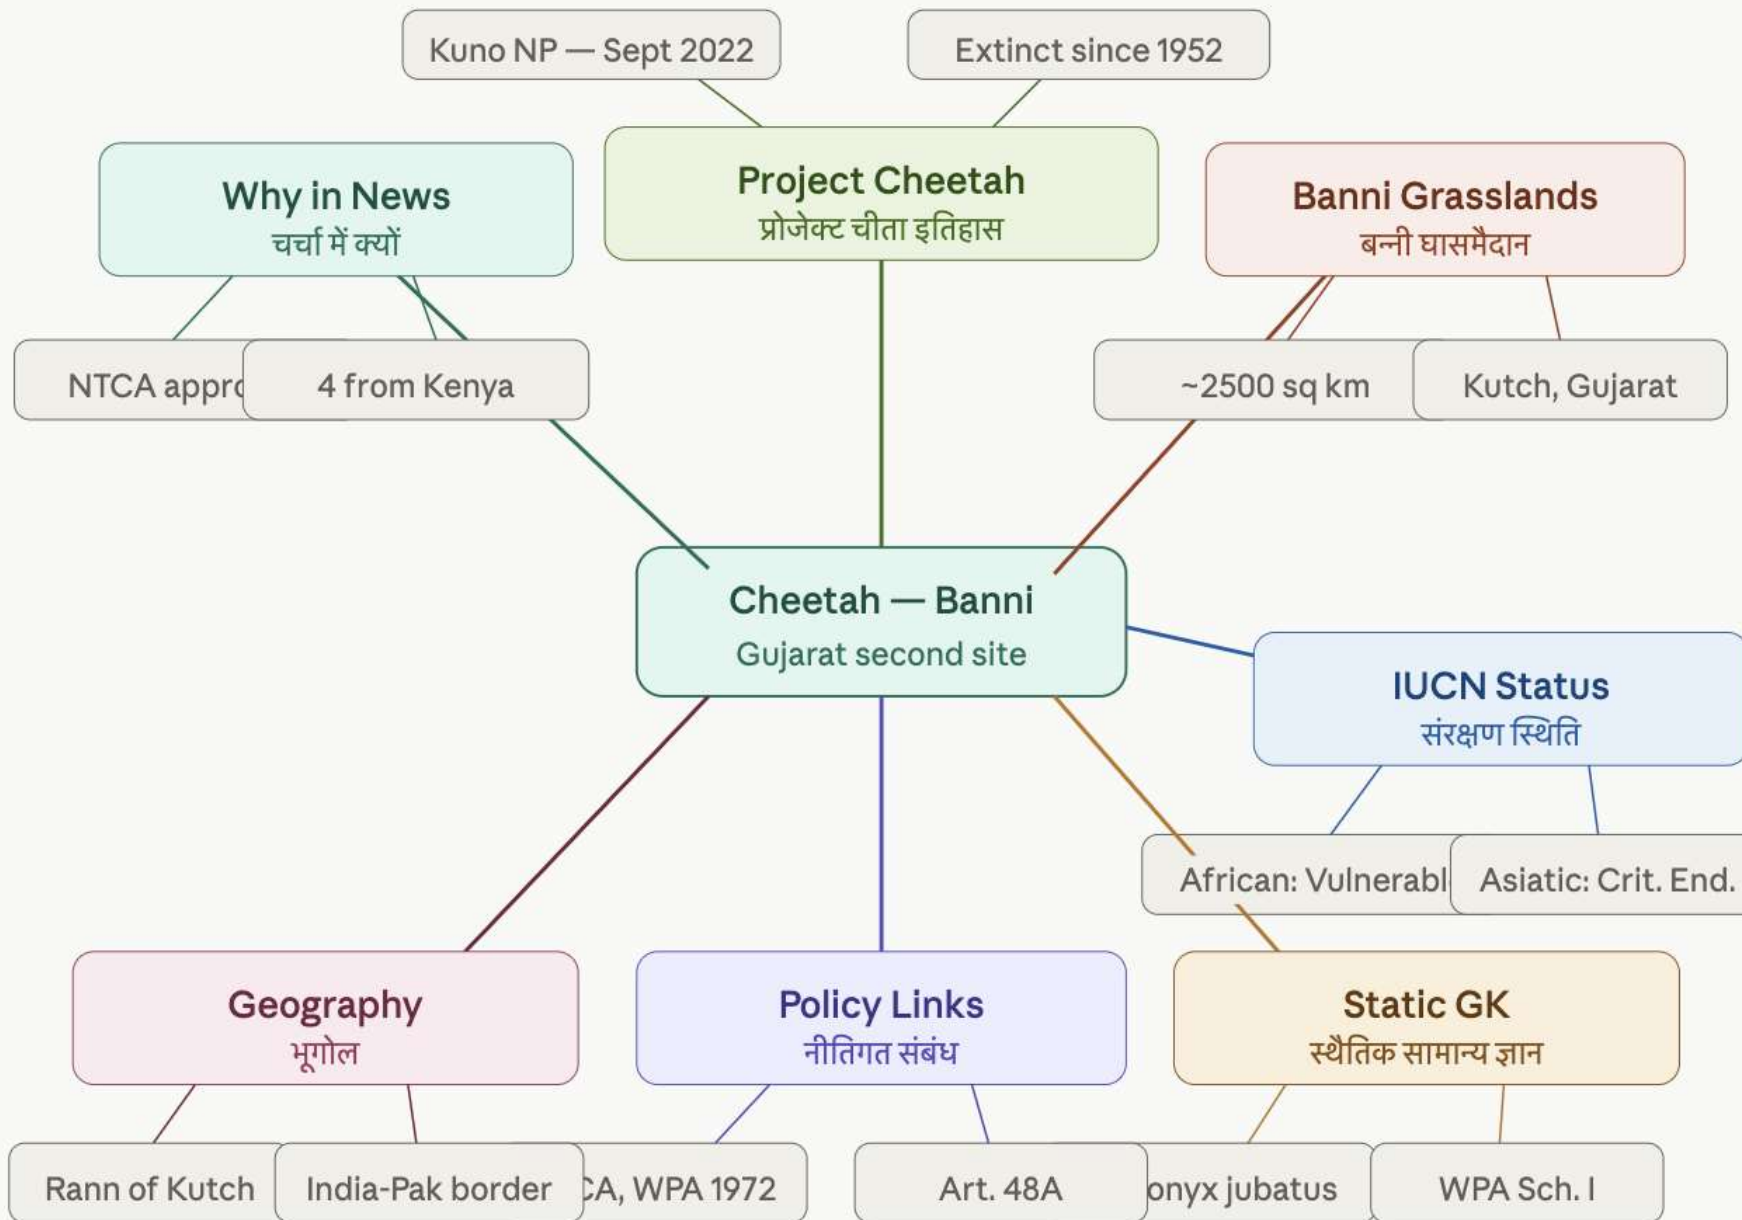 Kuno NP — Sept 2022
Extinct since 1952
Why in News
चर्चा में क्यों
Project Cheetah
प्रोजेक्ट चीता इतिहास
Banni Grasslands
बन्नी घासमैदान
NTCA
4 from Kenya
~2500 sq km
Kutch, Gujarat
Cheetah — Banni
Gujarat second site
IUCN Status
संरक्षण स्थिति
African:
Asiatic: Crit. End.
Geography
भूगोल
Policy Links
नीतिगत संबंध
Static GK
स्थैतिक सामान्य ज्ञान
Rann of Kutch
India-Pak border
WPA 1972
Art. 48A
jubatus
WPA Sch. I